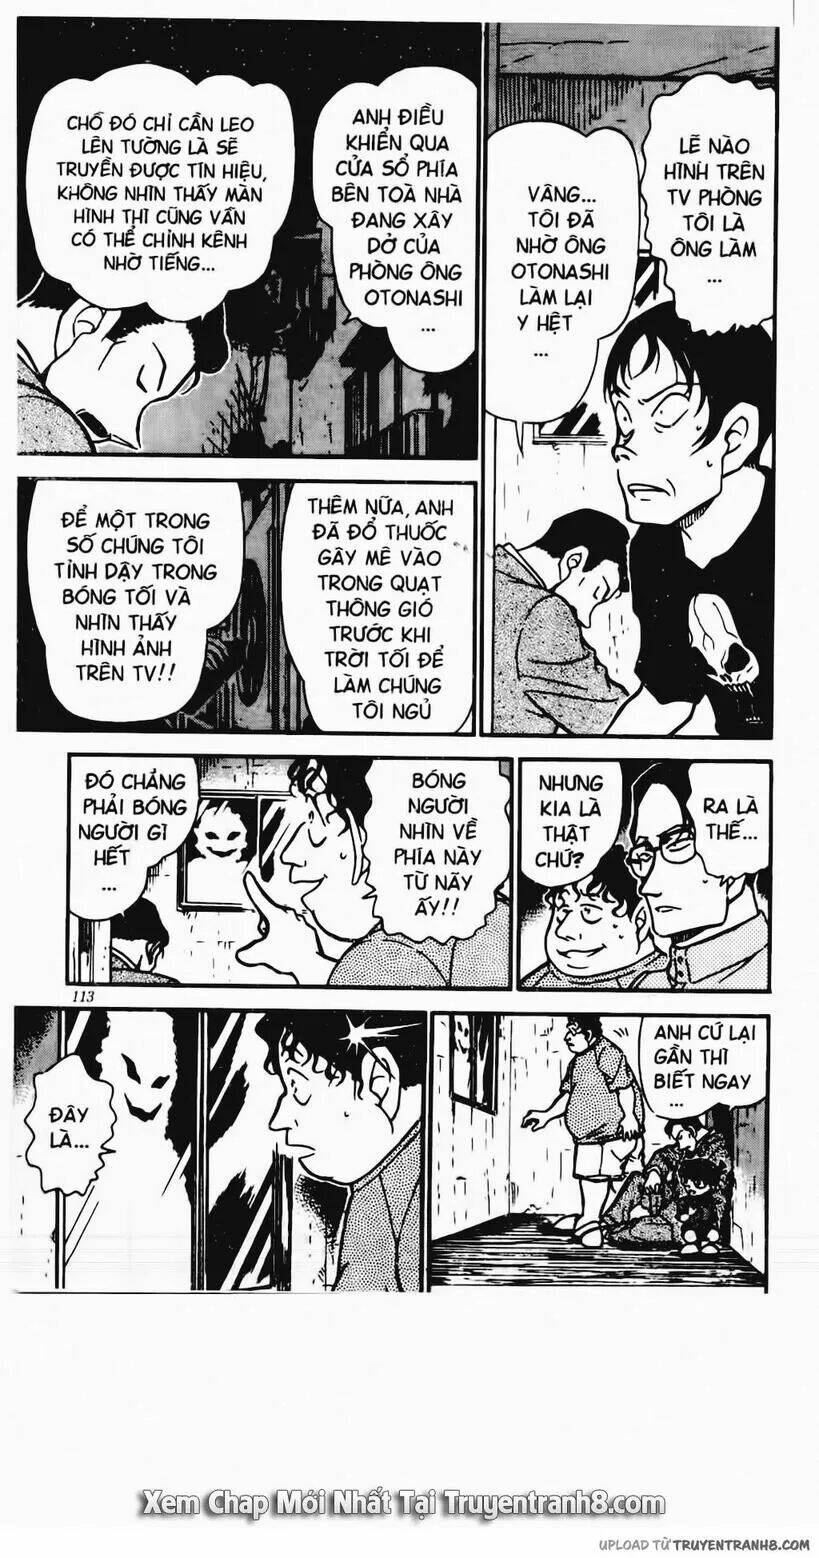 LẼ NÀO
HÌNH TRÊN
TV PHÒNG
TÔI LÀ
ÔNG LÀM
...
VÂNG...
TÔI ĐÃ
NHỜ ÔNG
OTONASHI
LÀM LẠI
Y HỆT
...
ANH ĐIỀU
KHIỂN QUA
CỬA SỔ PHÍA
BÊN TOÀ NHÀ
ĐANG XÂY
DỞ CỦA
PHÒNG ÔNG
OTONASHI
...
CHỖ ĐÓ CHỈ CẦN LEO
LÊN TƯỜNG LÀ SẼ
TRUYỀN ĐƯỢC TÍN HIỆU,
KHÔNG NHÌN THẤY MÀN
HÌNH THÌ CŨNG VẪN
CÓ THỂ CHỈNH KÊNH
NHỜ TIẾNG...
THÊM NỮA, ANH
ĐÃ ĐỔ THUỐC
GÂY MÊ VÀO
TRONG QUẠT
THÔNG GIÓ
TRƯỚC KHI
TRỜI TỐI ĐỂ
LÀM CHÚNG
TÔI NGỦ
ĐỂ MỘT TRONG
SỐ CHÚNG TÔI
TỈNH DẬY TRONG
BÓNG TỐI VÀ
NHÌN THẤY
HÌNH ẢNH
TRÊN TV!!
RA LÀ
THẾ...
NHƯNG
KIA LÀ
THẬT
CHỨ?
BÓNG
NGƯỜI
NHÌN VỀ
PHÍA NÀY
TỪ NÃY
ẤY!!
ĐÓ CHẲNG
PHẢI BÓNG
NGƯỜI GÌ
HẾT
...
113
ANH CỨ LẠI
GẦN THÌ
BIẾT NGAY
...
ĐÂY
LÀ...
Xem Chap Mới Nhất Tại Truyentranh8.com
UPLOAD TỪ TRUYENTRANH8.COM